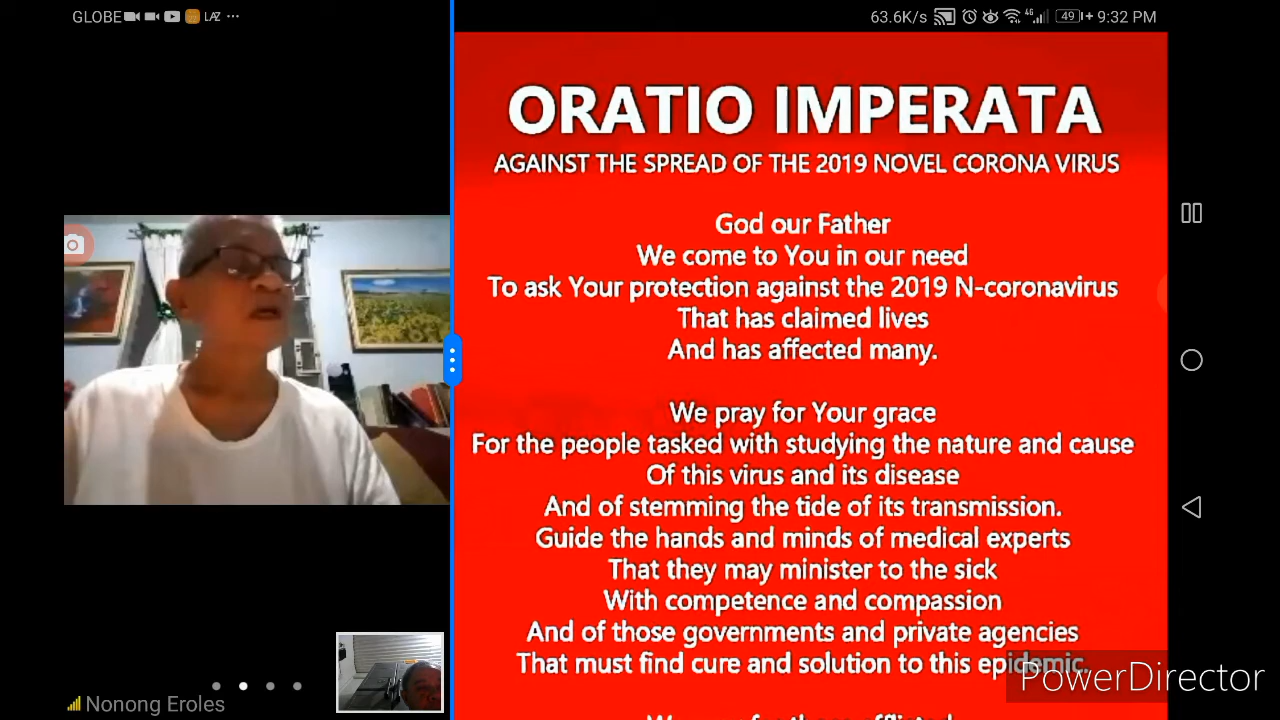 GLOBE
LAZ
63.6K/s
4G
49
9:32 PM
ORATIO IMPERATA
AGAINST THE SPREAD OF THE 2019 NOVEL CORONA VIRUS
God our Father
We come to You in our need
To ask Your protection against the 2019 N-coronavirus
That has claimed lives
And has affected many.
We pray for Your grace
For the people tasked with studying the nature and cause
Of this virus and its disease
And of stemming the tide of its transmission.
Guide the hands and minds of medical experts
That they may minister to the sick
With competence and compassion
And of those governments and private agencies
That must find cure and solution to this epidemic.
PowerDirector
Nonong Eroles